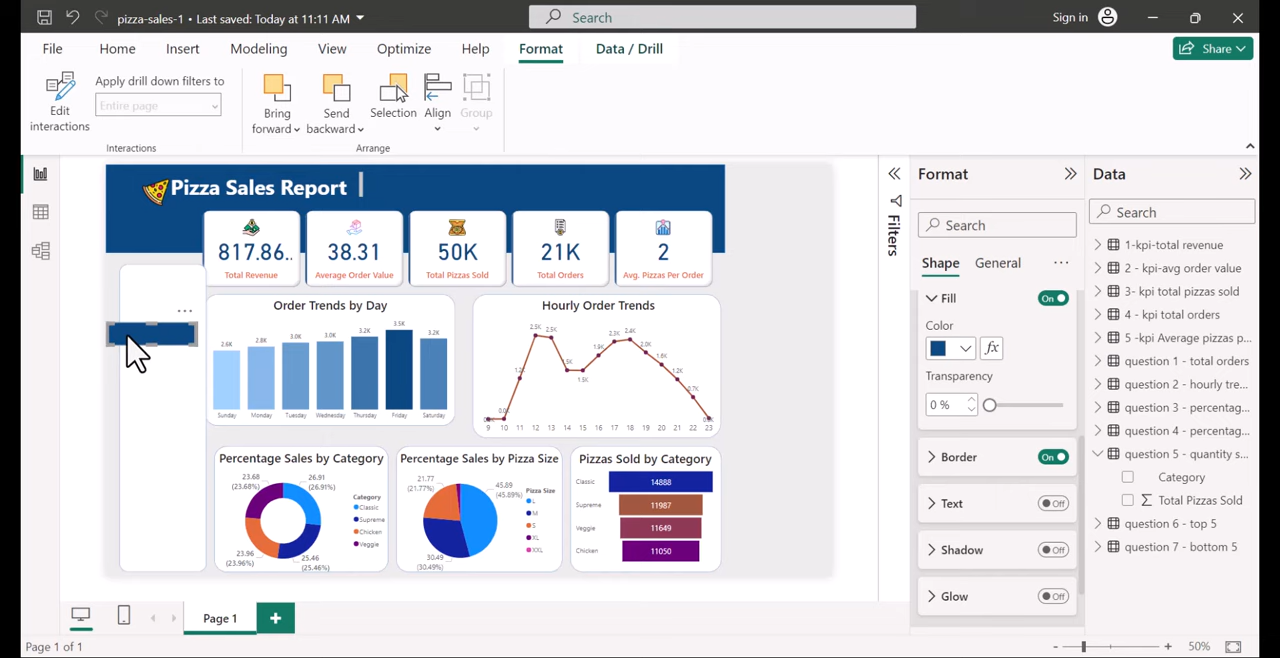 pizza-sales-1 • Last saved: Today at 11:11 AM
Search
Sign in
File Home Insert Modeling View Optimize Help Format Data / Drill
Share
Edit interactions
Apply drill down filters to
Entire page
Bring forward
Send backward
Selection
Align
Group
Interactions
Arrange
Pizza Sales Report
817.86..
Total Revenue
38.31
Average Order Value
50K
Total Pizzas Sold
21K
Total Orders
2
Avg. Pizzas Per Order
...
Order Trends by Day
2.6K 2.8K 3.0K 3.0K 3.2K 3.5K 3.2K
Sunday Monday Tuesday Wednesday Thursday Friday Saturday
Hourly Order Trends
2.5K 2.5K 1.5K 1.5K 1.9K 2.3K 2.4K 2.0K 1.6K 1.2K 0.7K
9 10 11 12 13 14 15 16 17 18 19 20 21 22 23
Percentage Sales by Category
23.68
(23.68%)
26.91
(26.91%)
23.96
(23.96%)
25.46
(25.46%)
Category
Classic
Supreme
Chicken
Veggie
Percentage Sales by Pizza Size
21.77
(21.77%)
45.89
(45.89%)
30.49
(30.49%)
Pizza Size
L
M
S
XL
XXL
Pizzas Sold by Category
Classic 14888
Supreme 11987
Veggie 11649
Chicken 11050
Filters
Format
Search
Shape General ...
Fill On
Color
fx
Transparency
0 %
Border On
Text Off
Shadow Off
Glow Off
Data
Search
1-kpi-total revenue
2 - kpi-avg order value
3- kpi total pizzas sold
4 - kpi total orders
5 -kpi Average pizzas p...
question 1 - total orders
question 2 - hourly tre...
question 3 - percentag...
question 4 - percentag...
question 5 - quantity s...
Category
Σ Total Pizzas Sold
question 6 - top 5
question 7 - bottom 5
Page 1
Page 1 of 1
- + 50%